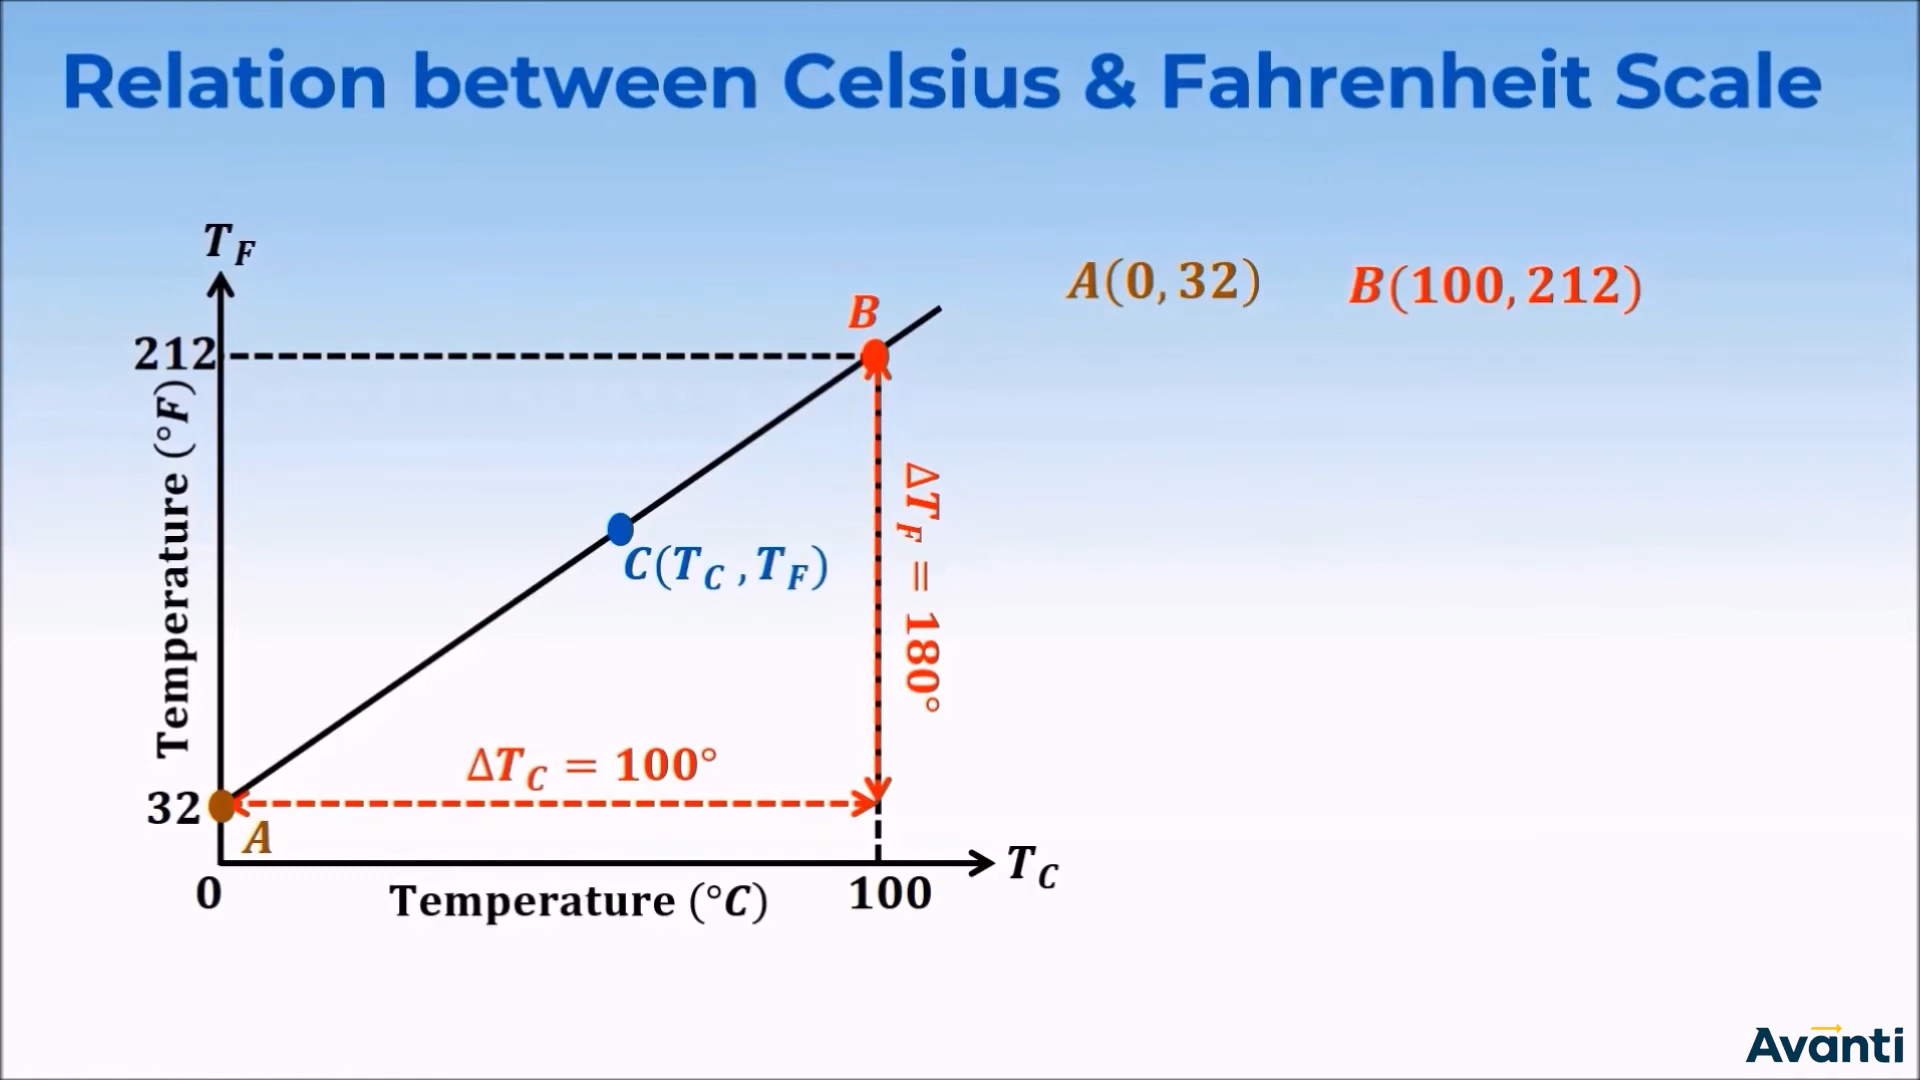 Relation between Celsius & Fahrenheit Scale
T_F
A(0, 32)
B(100, 212)
B
212
Temperature (°F)
C(T_C , T_F)
ΔT_F = 180°
ΔT_C = 100°
32
A
T_C
0
Temperature (°C)
100
Avanti